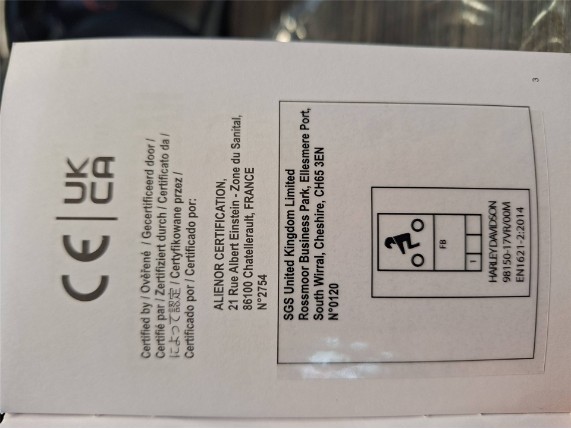 CE UK
CA
Certified by / Ověřené / Gecertificeerd door /
Certifié par / Zertifiziert durch / Certificato da /
によって認定 / Certyfikowane przez /
Certificado por / Certificado por:
ALIENOR CERTIFICATION,
21 Rue Albert Einstein - Zone du Sanital,
86100 Chatellerault, FRANCE
N°2754
SGS United Kingdom Limited
Rossmoor Business Park, Ellesmere Port,
South Wirral, Cheshire, CH65 3EN
N°0120
FB
1
HARLEY DAVIDSON
98150-17VR/000M
EN1621-2:2014
3